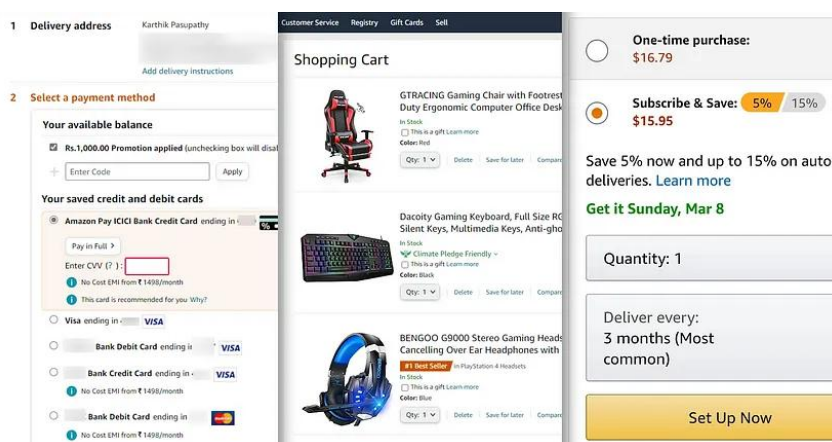 1 Delivery address
Karthik Pasupathy
Add delivery instructions
2 Select a payment method
Your available balance
Rs.1,000.00 Promotion applied (unchecking box will disal
Enter Code
Apply
Your saved credit and debit cards
Amazon Pay ICICI Bank Credit Card ending in
Pay in Full >
Enter CVV (? ) :
No Cost EMI from ₹1498/month
This card is recommended for you Why?
Visa ending in VISA
Bank Debit Card ending in VISA
Bank Credit Card ending in VISA
No Cost EMI from ₹1498/month
Bank Debit Card ending in
No Cost EMI from ₹1498/month
Customer Service Registry Gift Cards Sell
Shopping Cart
GTRACING Gaming Chair with Footrest
Duty Ergonomic Computer Office Desk
In Stock
This is a gift Learn more
Color: Red
Qty: 1 Delete Save for later Compare
Dacoity Gaming Keyboard, Full Size RG
Silent Keys, Multimedia Keys, Anti-gho
In Stock
Climate Pledge Friendly
This is a gift Learn more
Color: Black
Qty: 1 Delete Save for later Compare
BENGOO G9000 Stereo Gaming Heads
Cancelling Over Ear Headphones with
#1 Best Seller in PlayStation 4 Headsets
In Stock
This is a gift Learn more
Color: Blue
Qty: 1 Delete Save for later Compare
One-time purchase:
$16.79
Subscribe & Save: 5% 15%
$15.95
Save 5% now and up to 15% on auto
deliveries. Learn more
Get it Sunday, Mar 8
Quantity: 1
Deliver every:
3 months (Most
common)
Set Up Now